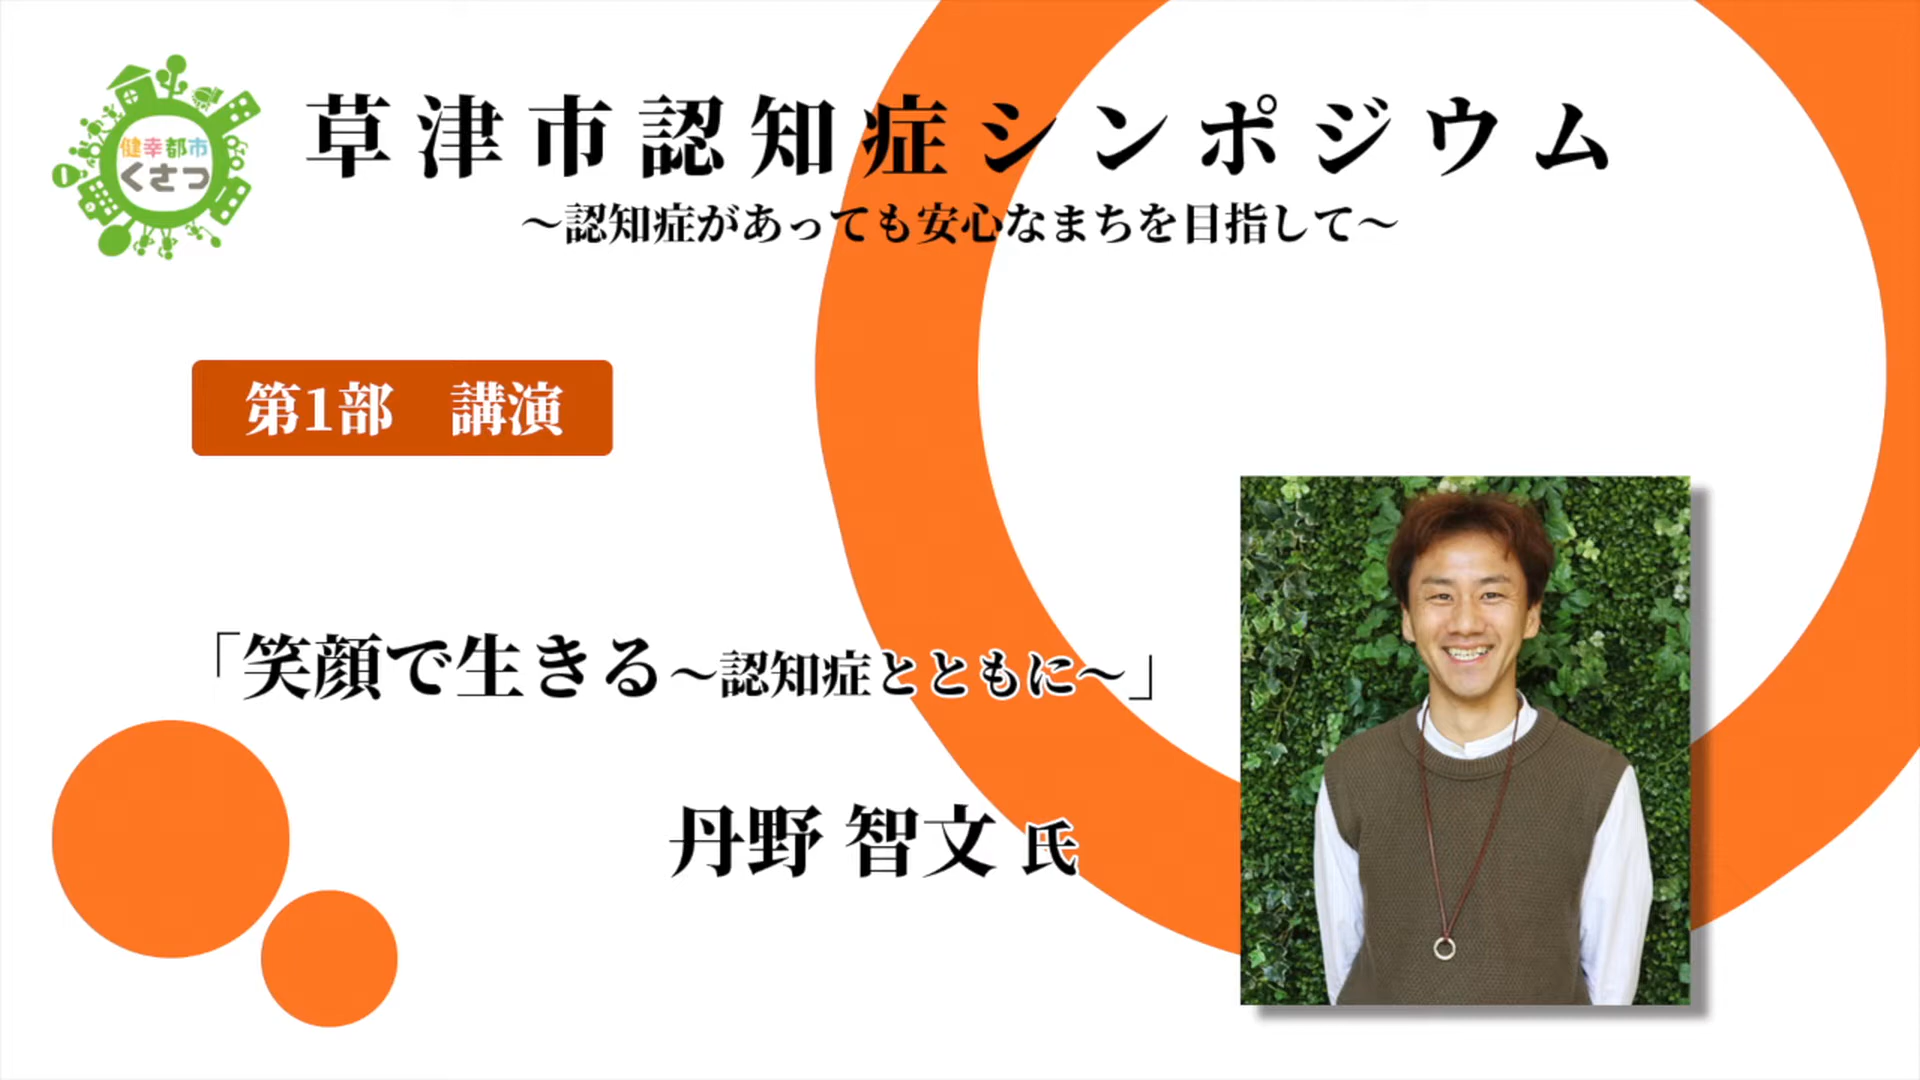 健幸都市
くさつ
草津市認知症シンポジウム
～認知症があっても安心なまちを目指して～
第1部　講演
「笑顔で生きる～認知症とともに～」
丹野 智文 氏